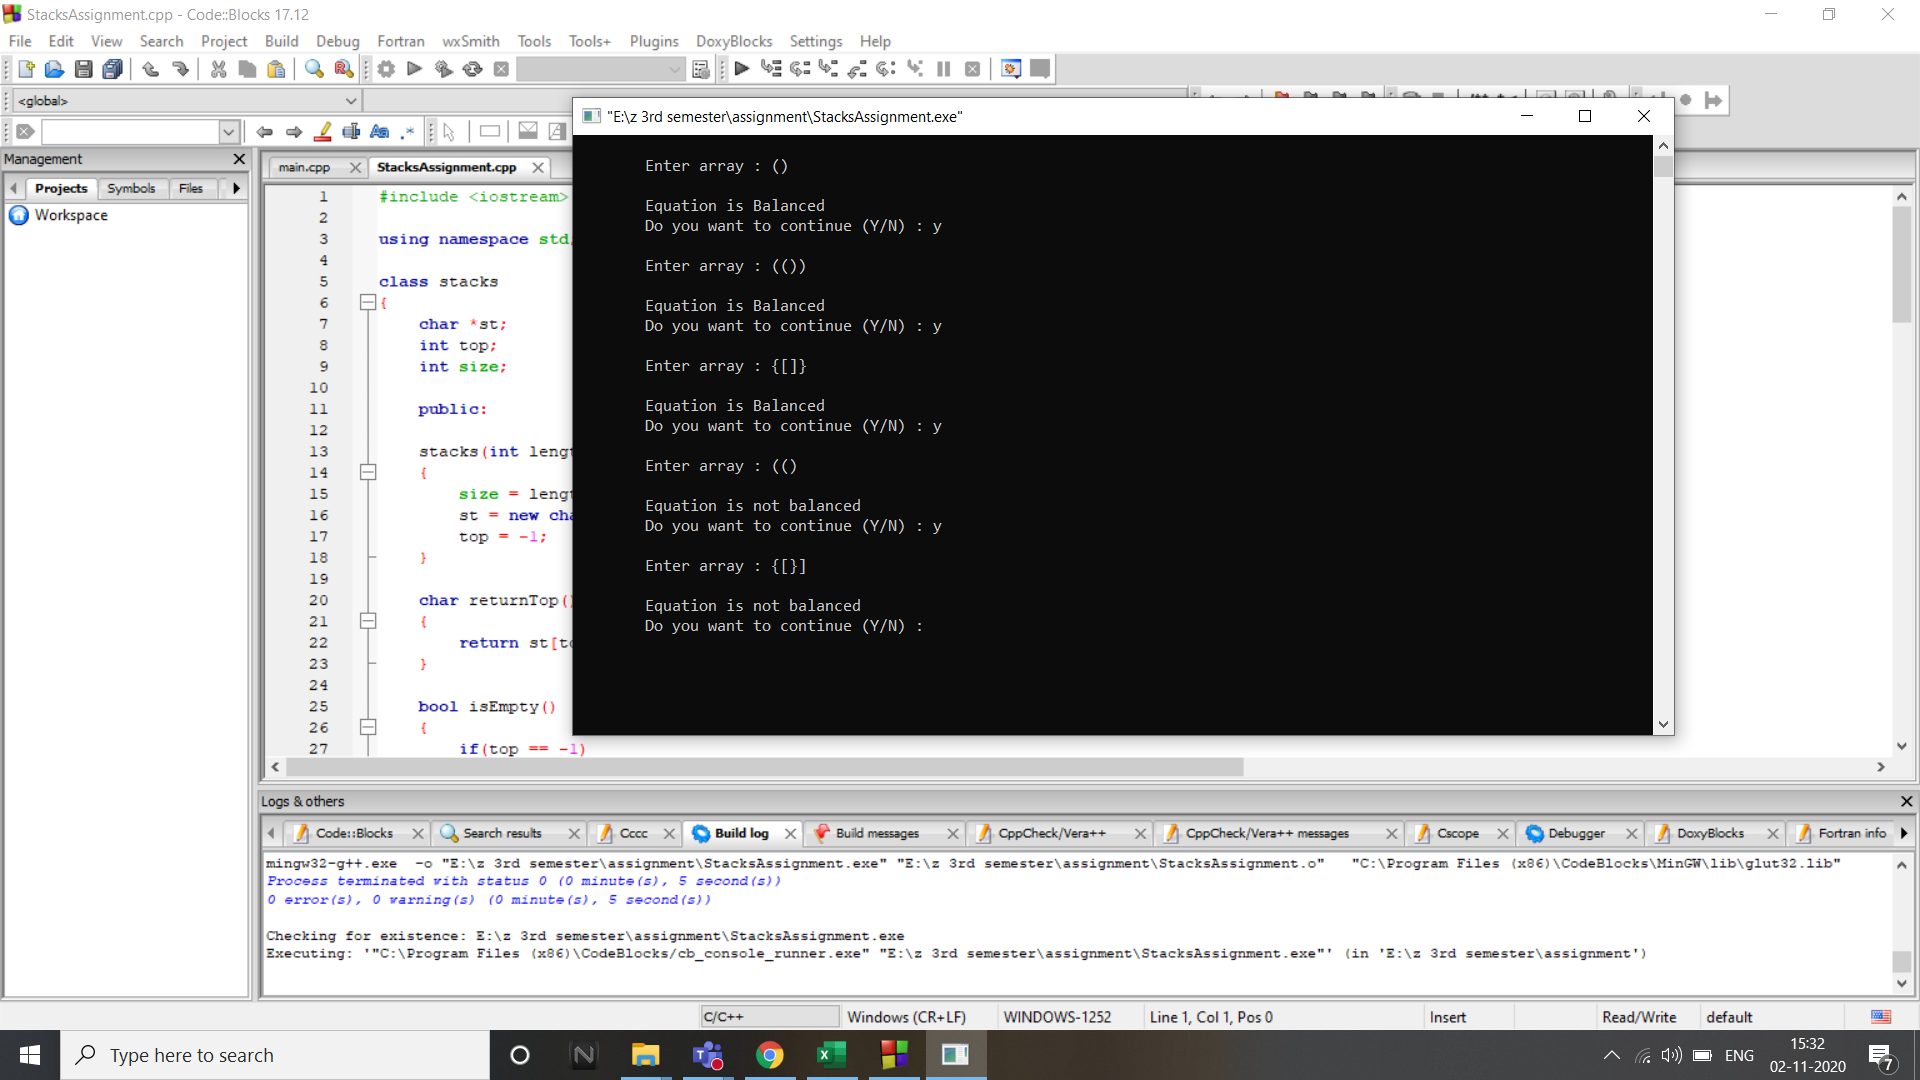 StacksAssignment.cpp - Code::Blocks 17.12
File Edit View Search Project Build Debug Fortran wxSmith Tools Tools+ Plugins DoxyBlocks Settings Help
<global>
"E:\z 3rd semester\assignment\StacksAssignment.exe"
Enter array : ()
Equation is Balanced
Do you want to continue (Y/N) : y
Enter array : (())
Equation is Balanced
Do you want to continue (Y/N) : y
Enter array : {[]}
Equation is Balanced
Do you want to continue (Y/N) : y
Enter array : (()
Equation is not balanced
Do you want to continue (Y/N) : y
Enter array : {[}]
Equation is not balanced
Do you want to continue (Y/N) :
Management
Projects Symbols Files
Workspace
main.cpp StacksAssignment.cpp
1 #include <iostream>
2
3 using namespace std
4
5 class stacks
6 {
7 char *st;
8 int top;
9 int size;
10
11 public:
12
13 stacks(int lengt
14 {
15 size = lengt
16 st = new cha
17 top = -1;
18 }
19
20 char returnTop()
21 {
22 return st[to
23 }
24
25 bool isEmpty()
26 {
27 if(top == -1)
Logs & others
Code::Blocks Search results Cccc Build log Build messages CppCheck/Vera++ CppCheck/Vera++ messages Cscope Debugger DoxyBlocks Fortran info
mingw32-g++.exe -o "E:\z 3rd semester\assignment\StacksAssignment.exe" "E:\z 3rd semester\assignment\StacksAssignment.o" "C:\Program Files (x86)\CodeBlocks\MinGW\lib\glut32.lib"
Process terminated with status 0 (0 minute(s), 5 second(s))
0 error(s), 0 warning(s) (0 minute(s), 5 second(s))
Checking for existence: E:\z 3rd semester\assignment\StacksAssignment.exe
Executing: '"C:\Program Files (x86)\CodeBlocks/cb_console_runner.exe" "E:\z 3rd semester\assignment\StacksAssignment.exe"' (in 'E:\z 3rd semester\assignment')
C/C++ Windows (CR+LF) WINDOWS-1252 Line 1, Col 1, Pos 0 Insert Read/Write default
Type here to search
ENG
15:32
02-11-2020
7